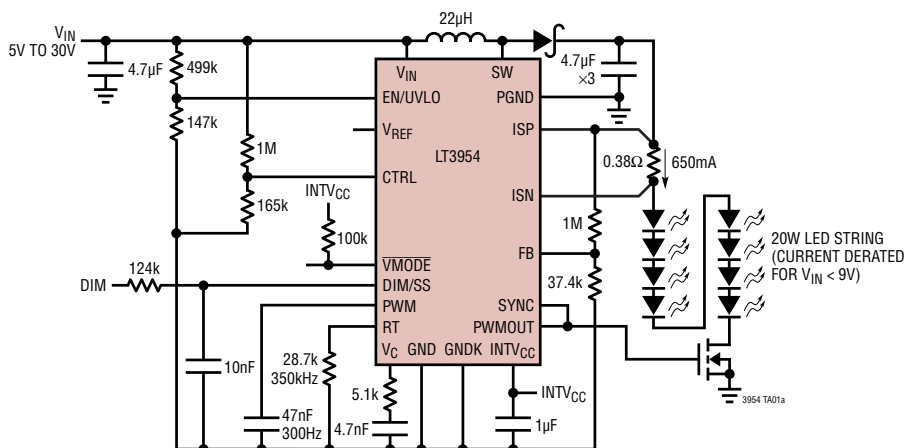 22µH
VIN
5V TO 30V
4.7µF
499k
VIN
SW
4.7µF
×3
EN/UVLO
PGND
147k
VREF
ISP
1M
LT3954
0.38Ω
650mA
CTRL
ISN
INTVCC
165k
1M
100k
20W LED STRING
(CURRENT DERATED
FOR VIN < 9V)
FB
VMODE
124k
37.4k
DIM
DIM/SS
PWM
SYNC
RT
PWMOUT
VC
GND
GNDK
INTVCC
28.7k
350kHz
10nF
5.1k
INTVCC
3954 TA01a
47nF
300Hz
4.7nF
1µF